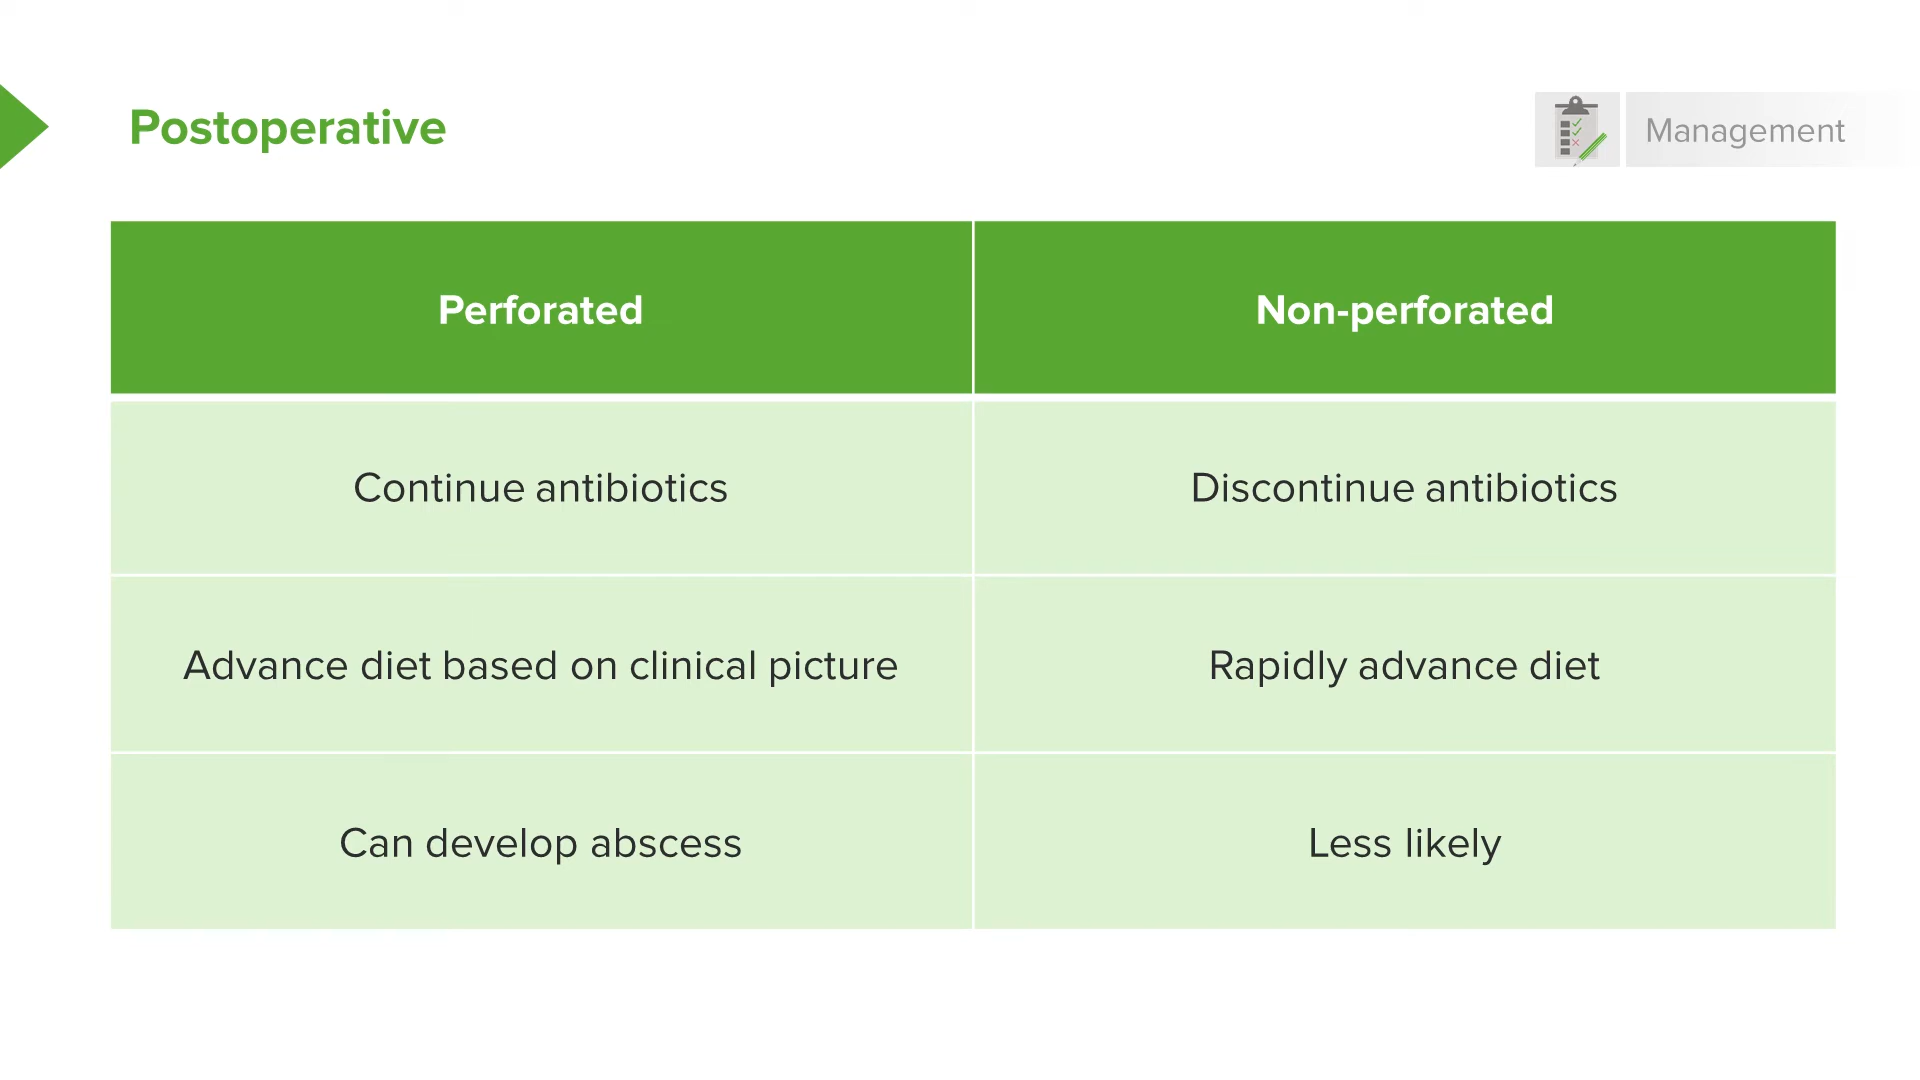 Postoperative
Management
Perforated
Non-perforated
Continue antibiotics
Discontinue antibiotics
Advance diet based on clinical picture
Rapidly advance diet
Can develop abscess
Less likely